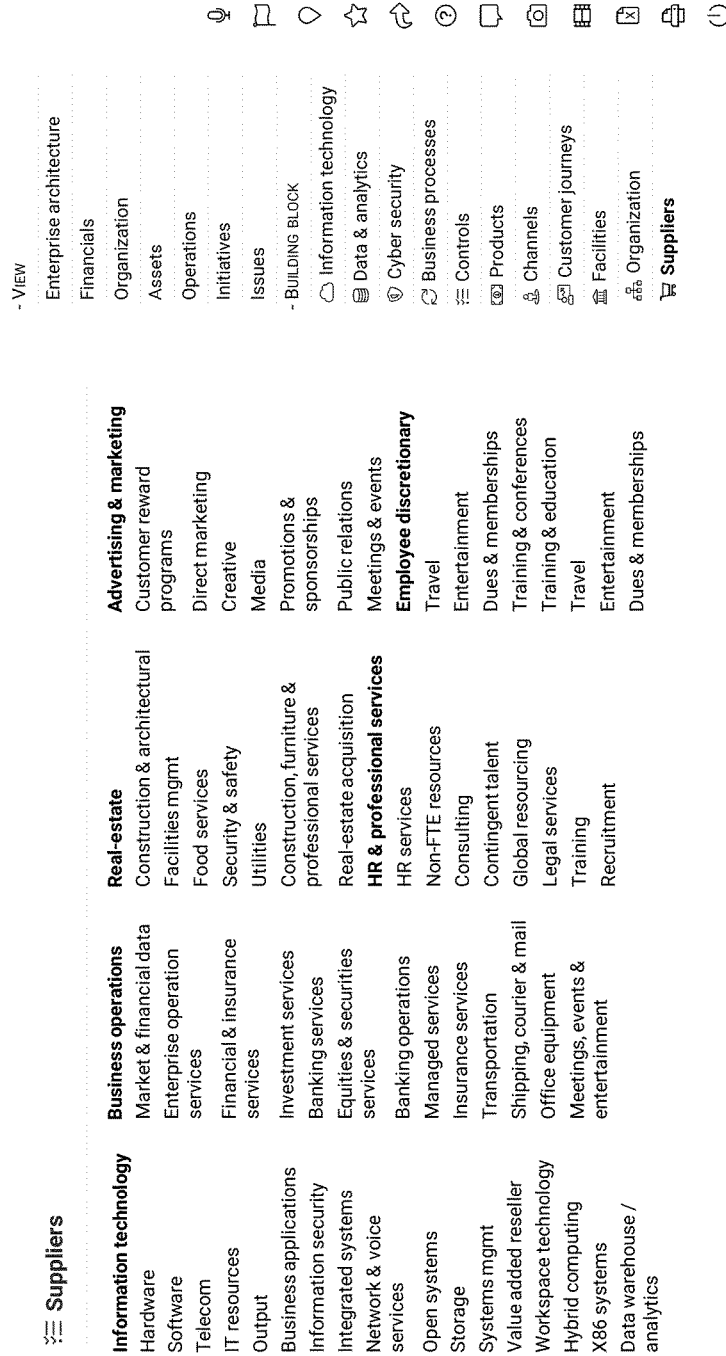 Suppliers
Information technology
Hardware
Software
Telecom
IT resources
Output
Business applications
Information security
Integrated systems
Network & voice
services
Open systems
Storage
Systems mgmt
Value added reseller
Workspace technology
Hybrid computing
X86 systems
Data warehouse /
analytics
Business operations
Market & financial data
Enterprise operation
services
Financial & insurance
services
Investment services
Banking services
Equities & securities
services
Banking operations
Managed services
Insurance services
Transportation
Shipping, courier & mail
Office equipment
Meetings, events &
entertainment
Real-estate
Construction & architectural
Facilities mgmt
Food services
Security & safety
Utilities
Construction, furniture &
professional services
Real-estate acquisition
HR & professional services
HR services
Non-FTE resources
Consulting
Contingent talent
Global resourcing
Legal services
Training
Recruitment
Advertising & marketing
Customer reward
programs
Direct marketing
Creative
Media
Promotions &
sponsorships
Public relations
Meetings & events
Employee discretionary
Travel
Entertainment
Dues & memberships
Training & conferences
Training & education
Travel
Entertainment
Dues & memberships
- VIEW
Enterprise architecture
Financials
Organization
Assets
Operations
Initiatives
Issues
- BUILDING BLOCK
Information technology
Data & analytics
Cyber security
Business processes
Controls
Products
Channels
Customer journeys
Facilities
Organization
Suppliers